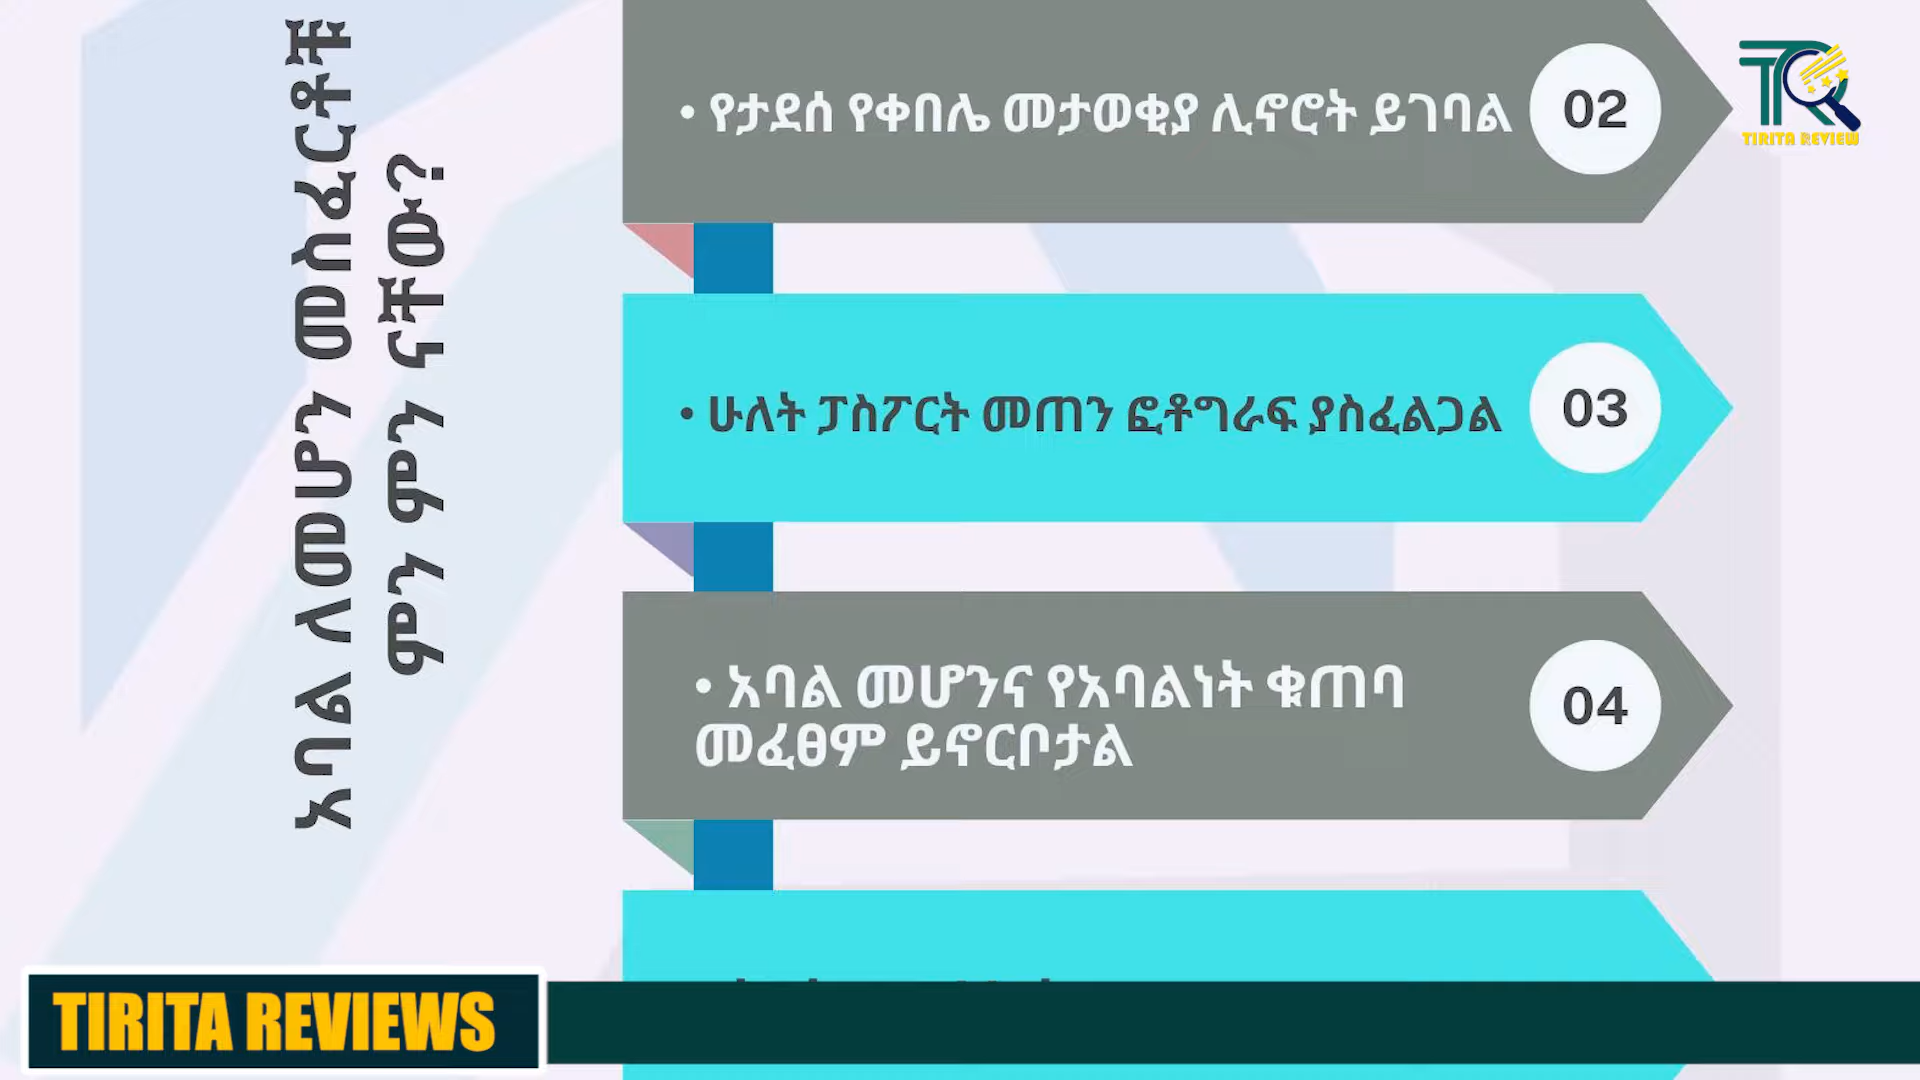 አባል ለመሆን መስፈርቶቹ
ምን ምን ናቸው?
• የታደሰ የቀበሌ መታወቂያ ሊኖሮት ይገባል
02
TIRITA REVIEW
• ሁለት ፓስፖርት መጠን ፎቶግራፍ ያስፈልጋል
03
• አባል መሆንና የአባልነት ቁጠባ
መፈፀም ይኖርቦታል
04
TIRITA REVIEWS